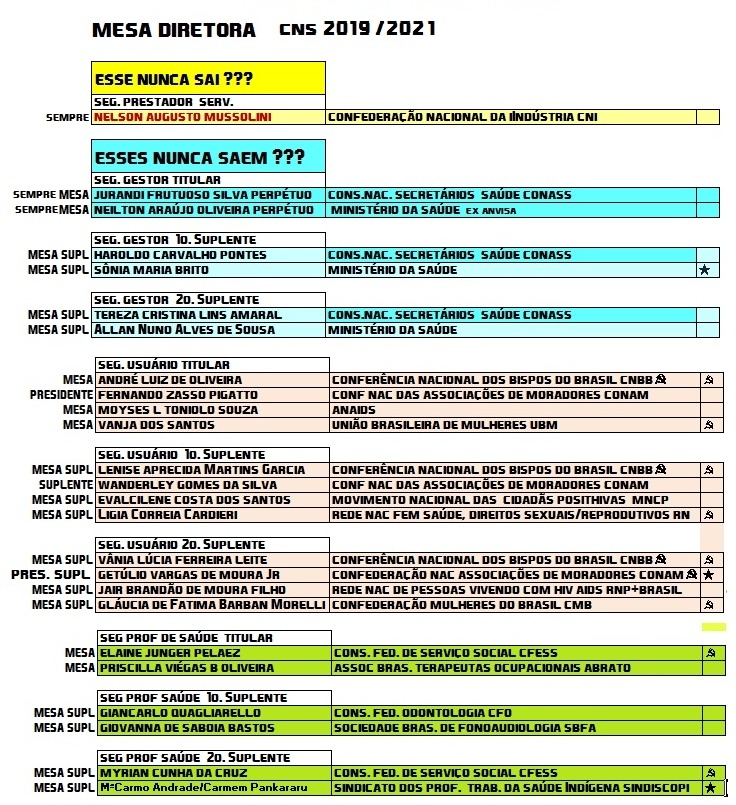 MESA DIRETORA CNS 2019/2021
ESSE NUNCA SAI ???
SEG. PRESTADOR SERV.
SEMPRE NELSON AUGUSTO MUSSOLINI CONFEDERAÇÃO NACIONAL DA IINDÚSTRIA CNI
ESSES NUNCA SAEM ???
SEG. GESTOR TITULAR
SEMPRE MESA JURANDI FRUTUOSO SILVA PERPÉTUO CONS.NAC. SECRETÁRIOS SAÚDE CONASS
SEMPRE MESA NEILTON ARAÚJO OLIVEIRA PERPÉTUO MINISTÉRIO DA SAÚDE EX ANVISA
SEG. GESTOR 1o. SUPLENTE
MESA SUPL HAROLDO CARVALHO PONTES CONS.NAC. SECRETÁRIOS SAÚDE CONASS
MESA SUPL SÔNIA MARIA BRITO MINISTÉRIO DA SAÚDE ★
SEG. GESTOR 2o. SUPLENTE
MESA SUPL TEREZA CRISTINA LINS AMARAL CONS.NAC. SECRETÁRIOS SAÚDE CONASS
MESA SUPL ALLAN NUNO ALVES DE SOUSA MINISTÉRIO DA SAÚDE
SEG. USUÁRIO TITULAR
MESA ANDRÉ LUIZ DE OLIVEIRA CONFERÊNCIA NACIONAL DOS BISPOS DO BRASIL CNBB ☭ ☭
PRESIDENTE FERNANDO ZASSO PIGATTO CONF NAC DAS ASSOCIAÇÕES DE MORADORES CONAM
MESA MOYSES L TONIOLO SOUZA ANAIDS
MESA VANJA DOS SANTOS UNIÃO BRASILEIRA DE MULHERES UBM ☭
SEG. USUÁRIO 1o. SUPLENTE
MESA SUPL LENISE APRECIDA MARTINS GARCIA CONFERÊNCIA NACIONAL DOS BISPOS DO BRASIL CNBB ☭ ☭
SUPLENTE WANDERLEY GOMES DA SILVA CONF NAC DAS ASSOCIAÇÕES DE MORADORES CONAM
MESA SUPL EVALCILENE COSTA DOS SANTOS MOVIMENTO NACIONAL DAS CIDADÃS POSITHIVAS MNCP
MESA SUPL LIGIA CORREIA CARDIERI REDE NAC FEM SAÚDE, DIREITOS SEXUAIS/REPRODUTIVOS RN ☭
SEG. USUÁRIO 2o. SUPLENTE
MESA SUPL VÂNIA LÚCIA FERREIRA LEITE CONFERÊNCIA NACIONAL DOS BISPOS DO BRASIL CNBB ☭ ☭
PRES. SUPL GETÚLIO VARGAS DE MOURA JR CONFEDERAÇÃO NAC ASSOCIAÇÕES DE MORADORES CONAM ☭ ★
MESA SUPL JAIR BRANDÃO DE MOURA FILHO REDE NAC DE PESSOAS VIVENDO COM HIV AIDS RNP+BRASIL
MESA SUPL GLÁUCIA DE FATIMA BARBAN MORELLI CONFEDERAÇÃO MULHERES DO BRASIL CMB ☭
SEG PROF DE SAÚDE TITULAR
MESA ELAINE JUNGER PELAEZ CONS. FED. DE SERVIÇO SOCIAL CFESS ☭
MESA PRISCILLA VIÉGAS B OLIVEIRA ASSOC BRAS. TERAPEUTAS OCUPACIONAIS ABRATO
SEG PROF SAÚDE 1o. SUPLENTE
MESA SUPL GIANCARLO QUAGLIARELLO CONS. FED. ODONTOLOGIA CFO
MESA SUPL GIOVANNA DE SABOIA BASTOS SOCIEDADE BRAS. DE FONOAUDIOLOGIA SBFA
SEG PROF SAÚDE 2o. SUPLENTE
MESA SUPL MYRIAN CUNHA DA CRUZ CONS. FED. DE SERVIÇO SOCIAL CFESS ☭
MESA SUPL MªCarmo Andrade/Carmem Pankararu SINDICATO DOS PROF. TRAB. DA SAÚDE INDÍGENA SINDISCOPI ★